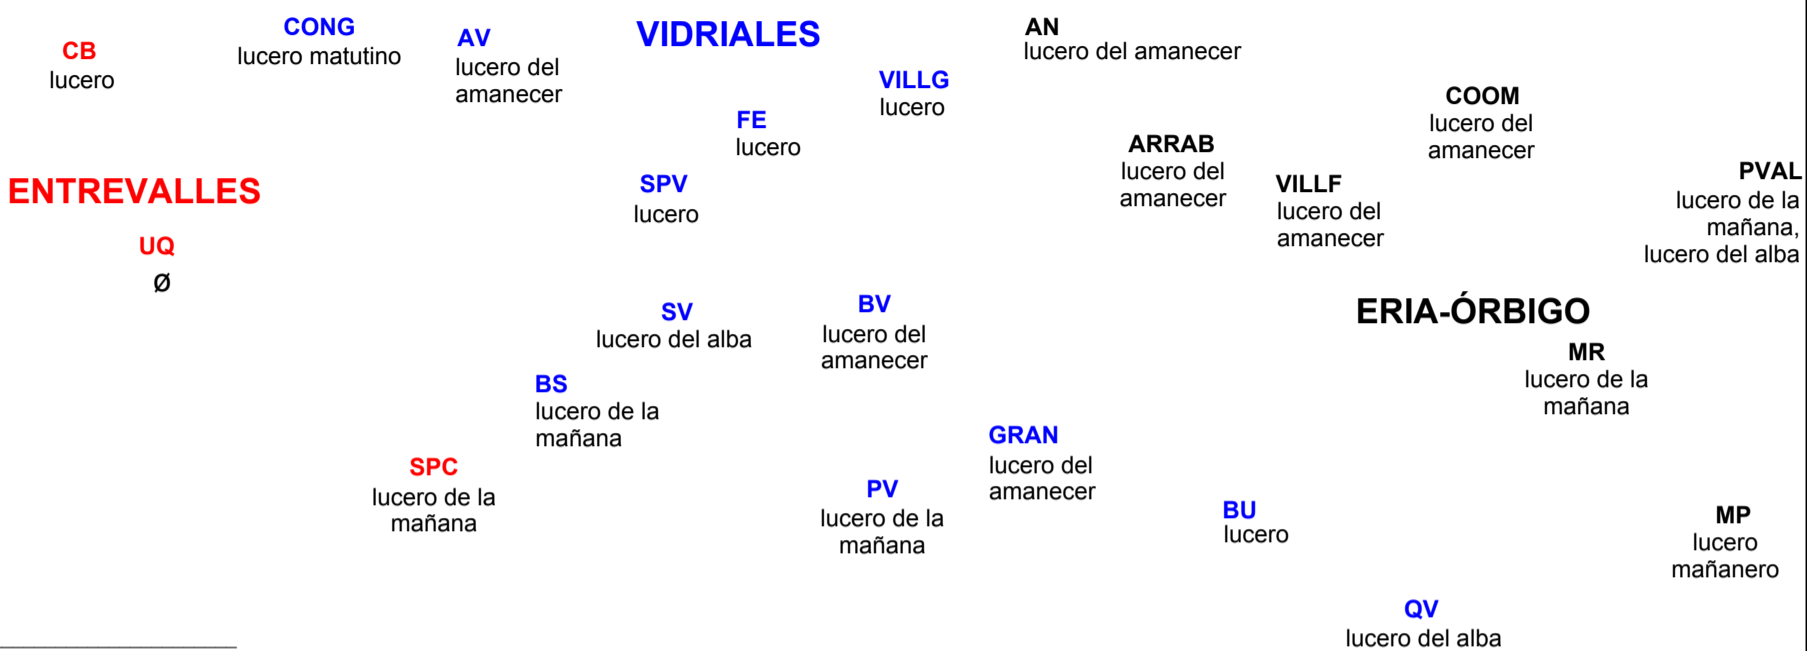 CB
lucero
CONG
lucero matutino
AV
lucero del
amanecer
VIDRIALES
VILLG
lucero
AN
lucero del amanecer
FE
lucero
COOM
lucero del
amanecer
ARRAB
lucero del
amanecer
VILLF
lucero del
amanecer
PVAL
lucero de la
mañana,
lucero del alba
ENTREVALLES
SPV
lucero
UQ
Ø
SV
lucero del alba
BV
lucero del
amanecer
ERIA-ÓRBIGO
MR
lucero de la
mañana
BS
lucero de la
mañana
GRAN
lucero del
amanecer
SPC
lucero de la
mañana
PV
lucero de la
mañana
BU
lucero
MP
lucero
mañanero
QV
lucero del alba